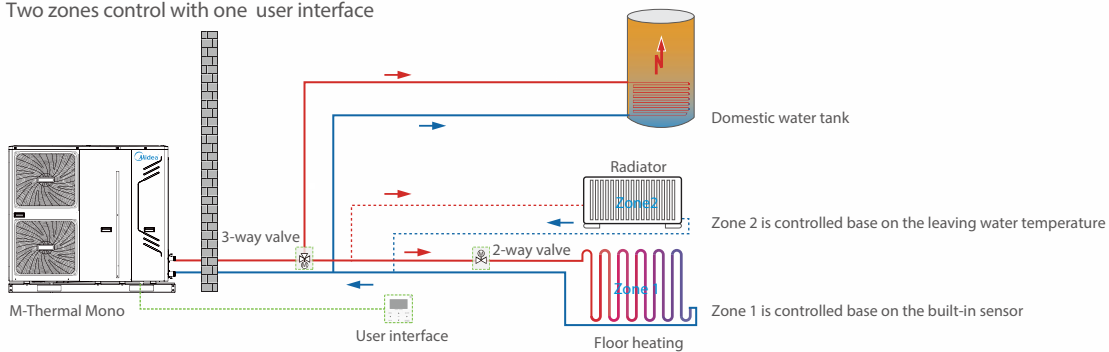 Two zones control with one user interface
Domestic water tank
Radiator
Zone2
Zone 2 is controlled base on the leaving water temperature
Midea
3-way valve
2-way valve
Zone 1
M-Thermal Mono
User interface
Zone 1 is controlled base on the built-in sensor
Floor heating